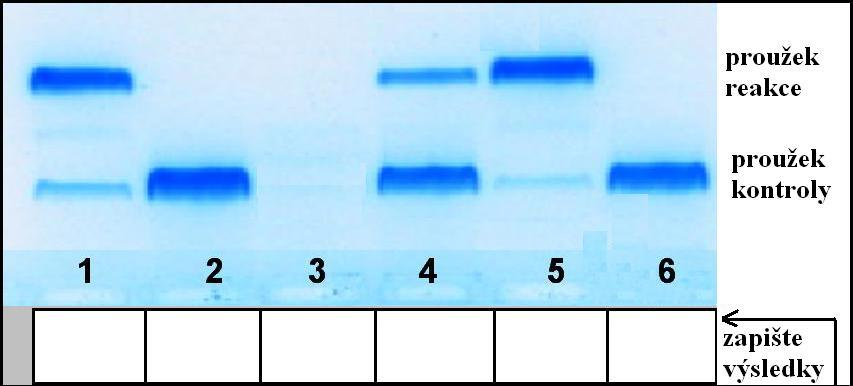 proužek
reakce
proužek
kontroly
1 2 3 4 5 6
zapište
výsledky